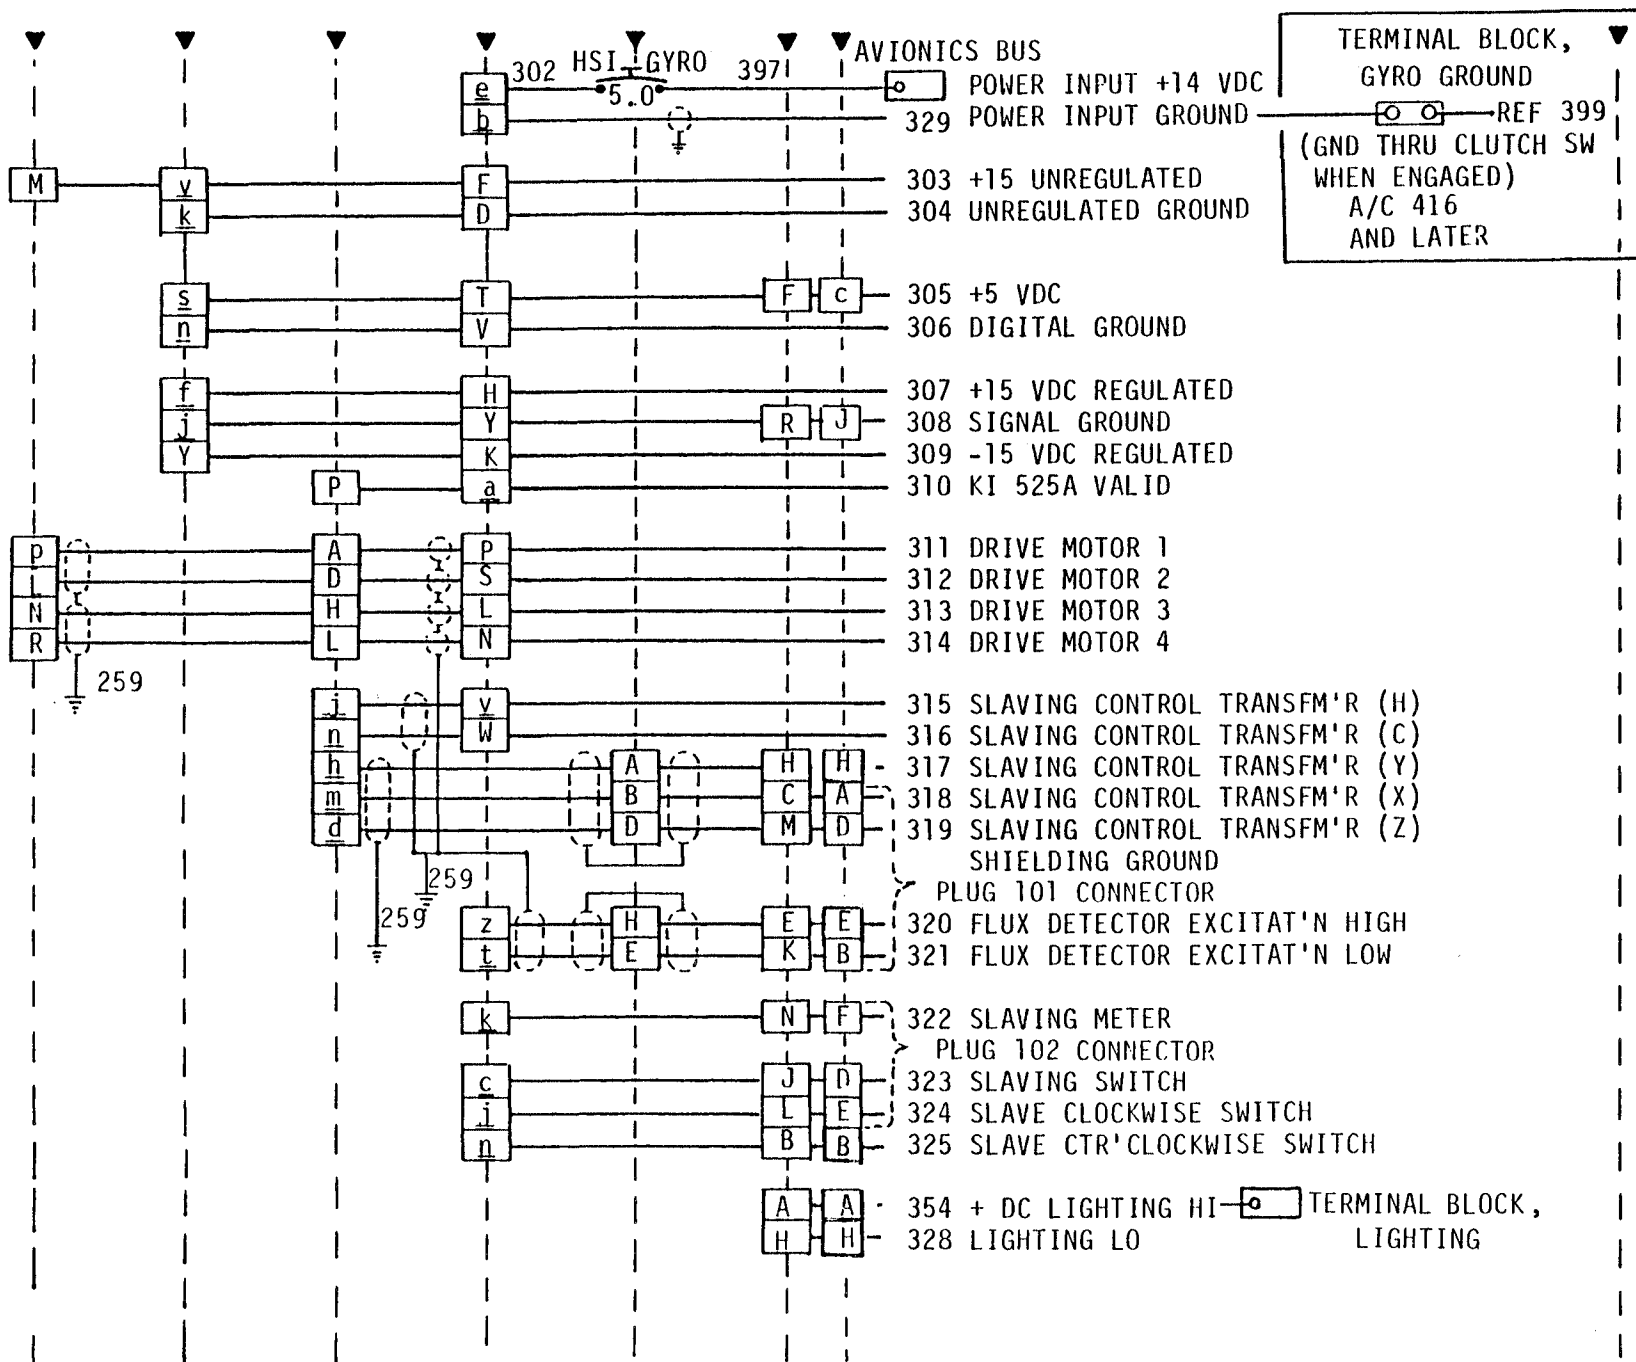 AVIONICS BUS
302 HSI GYRO 397
5.0
e POWER INPUT +14 VDC
b 329 POWER INPUT GROUND
TERMINAL BLOCK,
GYRO GROUND
REF 399
(GND THRU CLUTCH SW
WHEN ENGAGED)
A/C 416
AND LATER
M v F 303 +15 UNREGULATED
k D 304 UNREGULATED GROUND
s T F c 305 +5 VDC
n V 306 DIGITAL GROUND
f H 307 +15 VDC REGULATED
j Y R J 308 SIGNAL GROUND
Y K 309 -15 VDC REGULATED
P a 310 KI 525A VALID
p A P 311 DRIVE MOTOR 1
L D S 312 DRIVE MOTOR 2
N H L 313 DRIVE MOTOR 3
R L N 314 DRIVE MOTOR 4
259
j v 315 SLAVING CONTROL TRANSFM'R (H)
n W 316 SLAVING CONTROL TRANSFM'R (C)
h A H H 317 SLAVING CONTROL TRANSFM'R (Y)
m B C A 318 SLAVING CONTROL TRANSFM'R (X)
d D M D 319 SLAVING CONTROL TRANSFM'R (Z)
SHIELDING GROUND
259
PLUG 101 CONNECTOR
259
z H E E 320 FLUX DETECTOR EXCITAT'N HIGH
t E K B 321 FLUX DETECTOR EXCITAT'N LOW
k N F 322 SLAVING METER
PLUG 102 CONNECTOR
c J D 323 SLAVING SWITCH
i L E 324 SLAVE CLOCKWISE SWITCH
n B B 325 SLAVE CTR'CLOCKWISE SWITCH
A A 354 + DC LIGHTING HI TERMINAL BLOCK,
H H 328 LIGHTING LO LIGHTING